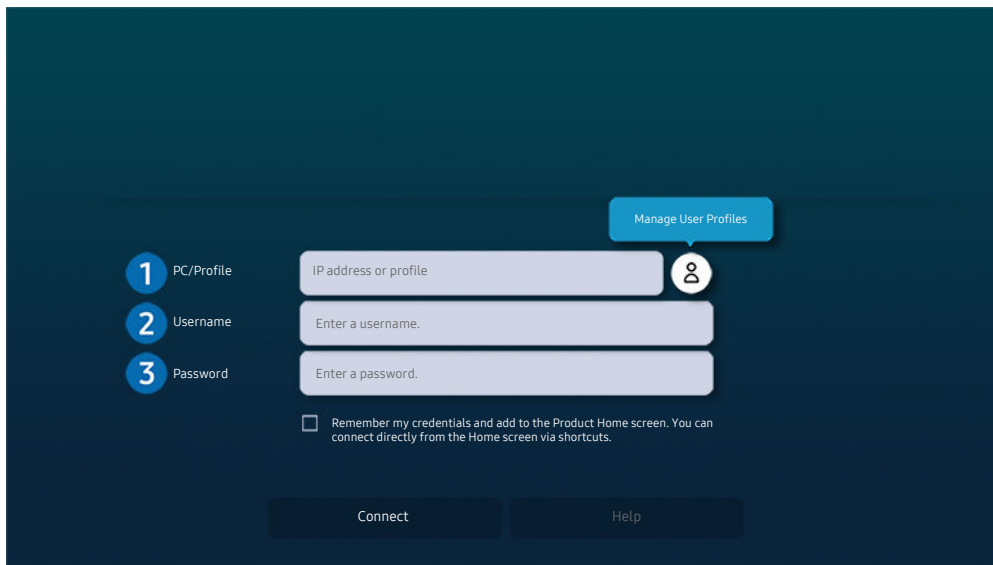 Manage User Profiles
1 PC/Profile IP address or profile
2 Username Enter a username.
3 Password Enter a password.
Remember my credentials and add to the Product Home screen. You can
connect directly from the Home screen via shortcuts.
Connect Help